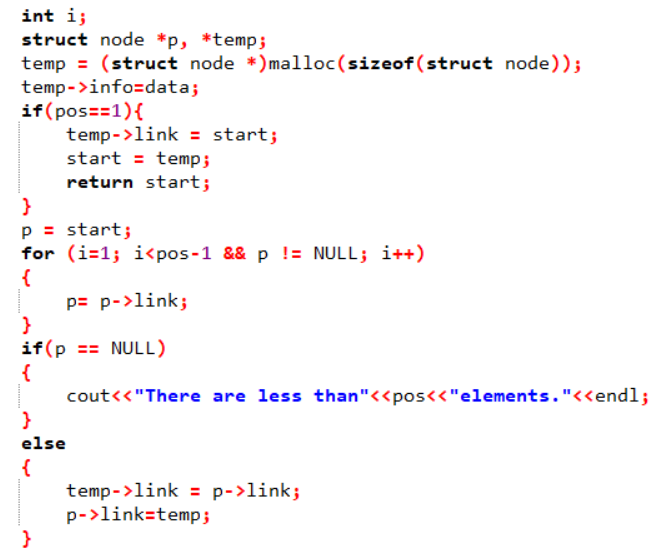 int i;
struct node *p, *temp;
temp = (struct node *)malloc(sizeof(struct node));
temp->info=data;
if(pos==1){
    temp->link = start;
    start = temp;
    return start;
}
p = start;
for (i=1; i<pos-1 && p != NULL; i++)
{
    p= p->link;
}
if(p == NULL)
{
    cout<<"There are less than"<<pos<<"elements."<<endl;
}
else
{
    temp->link = p->link;
    p->link=temp;
}